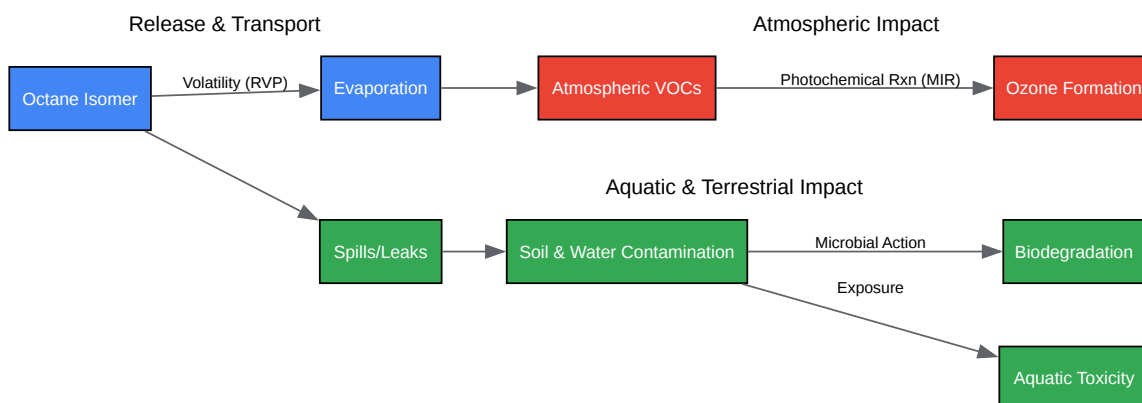 Release & Transport
Atmospheric Impact
Octane Isomer
Volatility (RVP)
Evaporation
Atmospheric VOCs
Photochemical Rxn (MIR)
Ozone Formation
Aquatic & Terrestrial Impact
Spills/Leaks
Soil & Water Contamination
Microbial Action
Biodegradation
Exposure
Aquatic Toxicity